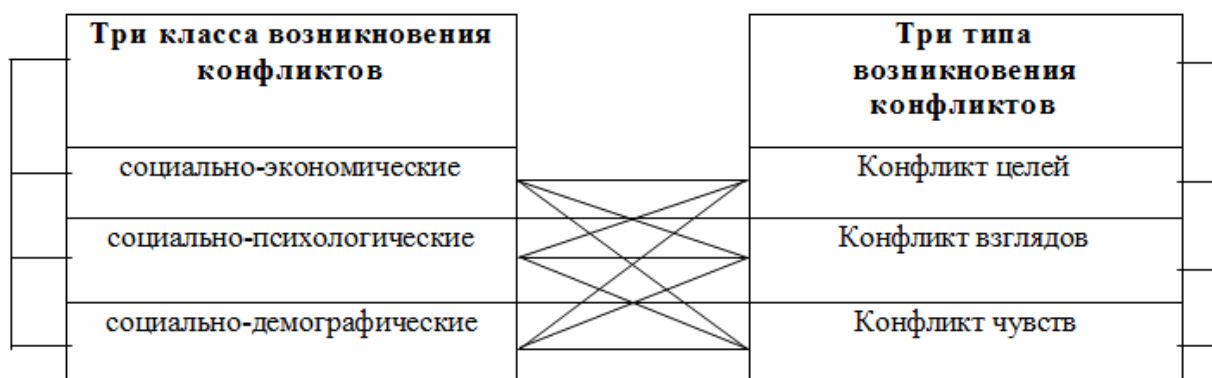 Три класса возникновения
конфликтов
социально-экономические
социально-психологические
социально-демографические
Три типа
возникновения
конфликтов
Конфликт целей
Конфликт взглядов
Конфликт чувств